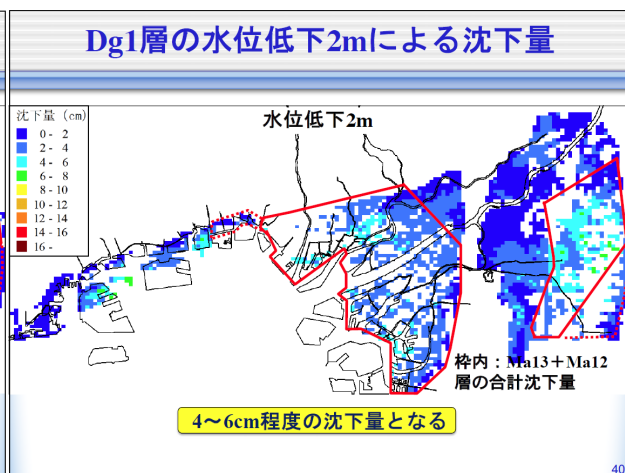 Dg1層の水位低下2mによる沈下量
水位低下2m
沈下量 (cm)
0 - 2
2 - 4
4 - 6
6 - 8
8 - 10
10 - 12
12 - 14
14 - 16
16 -
枠内：Ma13＋Ma12
層の合計沈下量
4～6cm程度の沈下量となる
40